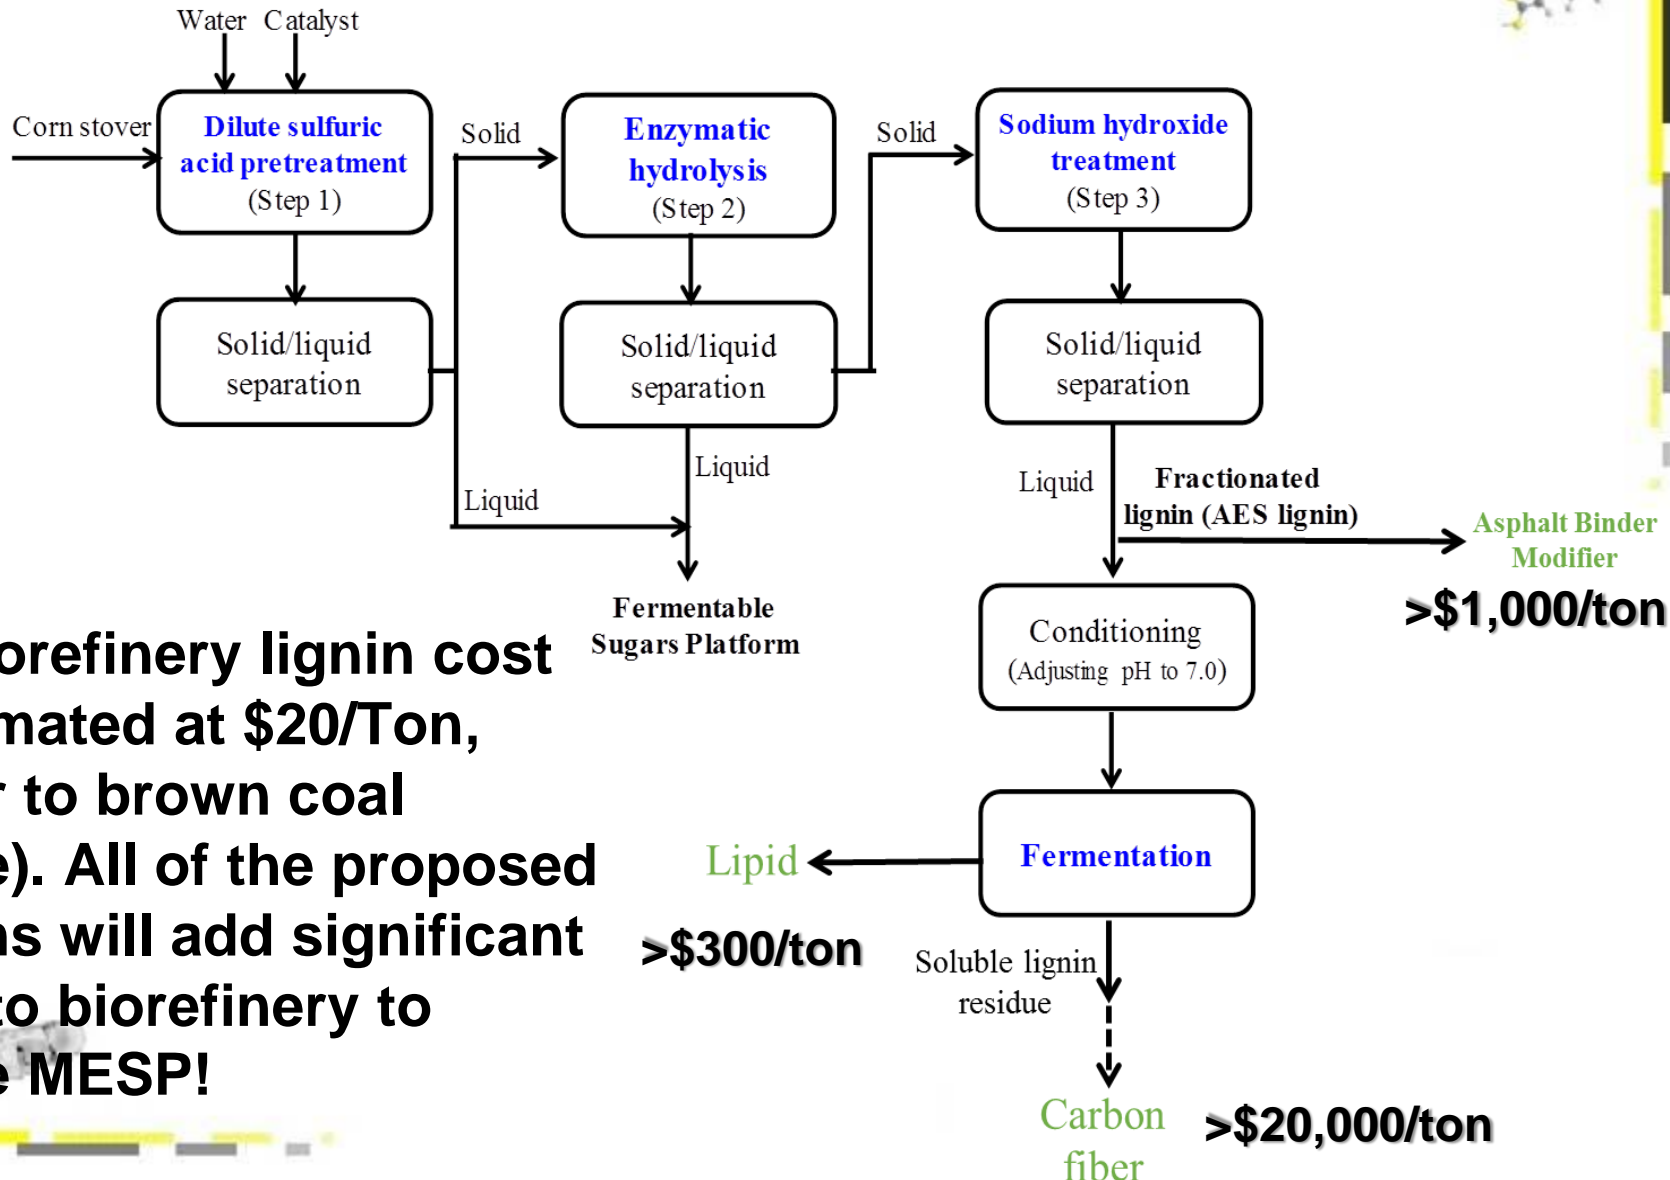 Water Catalyst
Corn stover
Dilute sulfuric
acid pretreatment
(Step 1)
Solid
Enzymatic
hydrolysis
(Step 2)
Solid
Sodium hydroxide
treatment
(Step 3)
Solid/liquid
separation
Solid/liquid
separation
Solid/liquid
separation
Liquid
Liquid
Liquid
Fractionated
lignin (AES lignin)
Asphalt Binder
Modifier
>$1,000/ton
Fermentable
Sugars Platform
Conditioning
(Adjusting pH to 7.0)
orefinery lignin cost
mated at $20/Ton,
r to brown coal
e). All of the proposed
ns will add significant
to biorefinery to
e MESP!
Fermentation
Lipid
>$300/ton
Soluble lignin
residue
Carbon
fiber
>$20,000/ton